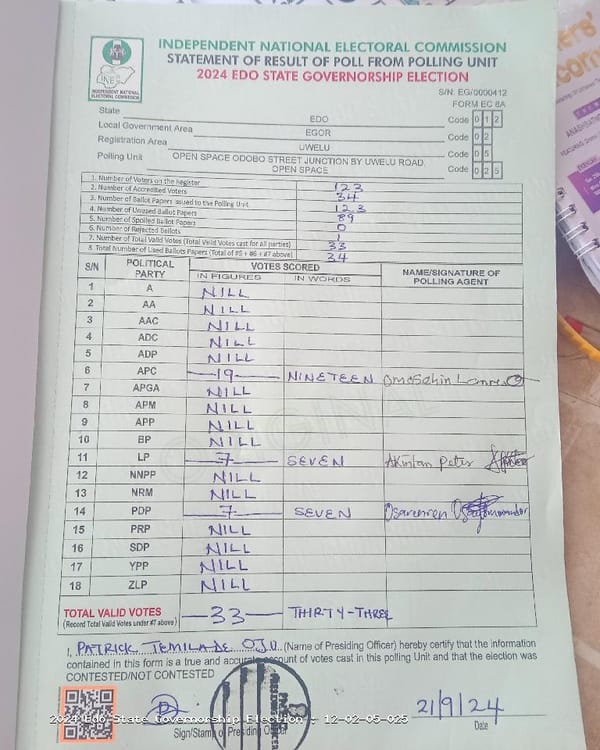 INDEPENDENT NATIONAL ELECTORAL COMMISSION
STATEMENT OF RESULT OF POLL FROM POLLING UNIT
2024 EDO STATE GOVERNORSHIP ELECTION
INEC
INDEPENDENT NATIONAL
ELECTORAL COMMISSION
S/N: EG/0000412
FORM EC 8A
State EDO Code 0 1 2
Local Government Area EGOR Code 0 2
Registration Area UWELU Code 0 5
Polling Unit OPEN SPACE ODOBO STREET JUNCTION BY UWELU ROAD, OPEN SPACE Code 0 2 5
1. Number of Voters on the Register 123
2. Number of Accredited Voters 34
3. Number of Ballot Papers issued to the Polling Unit 123
4. Number of Unused Ballot Papers 89
5. Number of Spoiled Ballot Papers 0
6. Number of Rejected Ballots 1
7. Number of Total Valid Votes (Total Valid Votes cast for all parties) 33
8. Total Number of Used Ballots Papers (Total of #5 + #6 + #7 above) 34
S/N POLITICAL PARTY VOTES SCORED NAME/SIGNATURE OF POLLING AGENT
IN FIGURES IN WORDS
1 A NILL
2 AA NILL
3 AAC NILL
4 ADC NILL
5 ADP NILL
6 APC 19 NINETEEN
7 APGA NILL
8 APM NILL
9 APP NILL
10 BP NILL
11 LP 7 SEVEN Akintan Peter
12 NNPP NILL
13 NRM NILL
14 PDP 7 SEVEN
15 PRP NILL
16 SDP NILL
17 YPP NILL
18 ZLP NILL
TOTAL VALID VOTES 33 THIRTY-THREE
(Record Total Valid Votes under #7 above)
I, PATRICK TEMILADE OJO (Name of Presiding Officer) hereby certify that the information
contained in this form is a true and accurate account of votes cast in this polling Unit and that the election was
CONTESTED/NOT CONTESTED
21/9/24
2024 Edo State Governorship Election : 12-02-05-025
Sign/Stamp of Presiding Officer Date